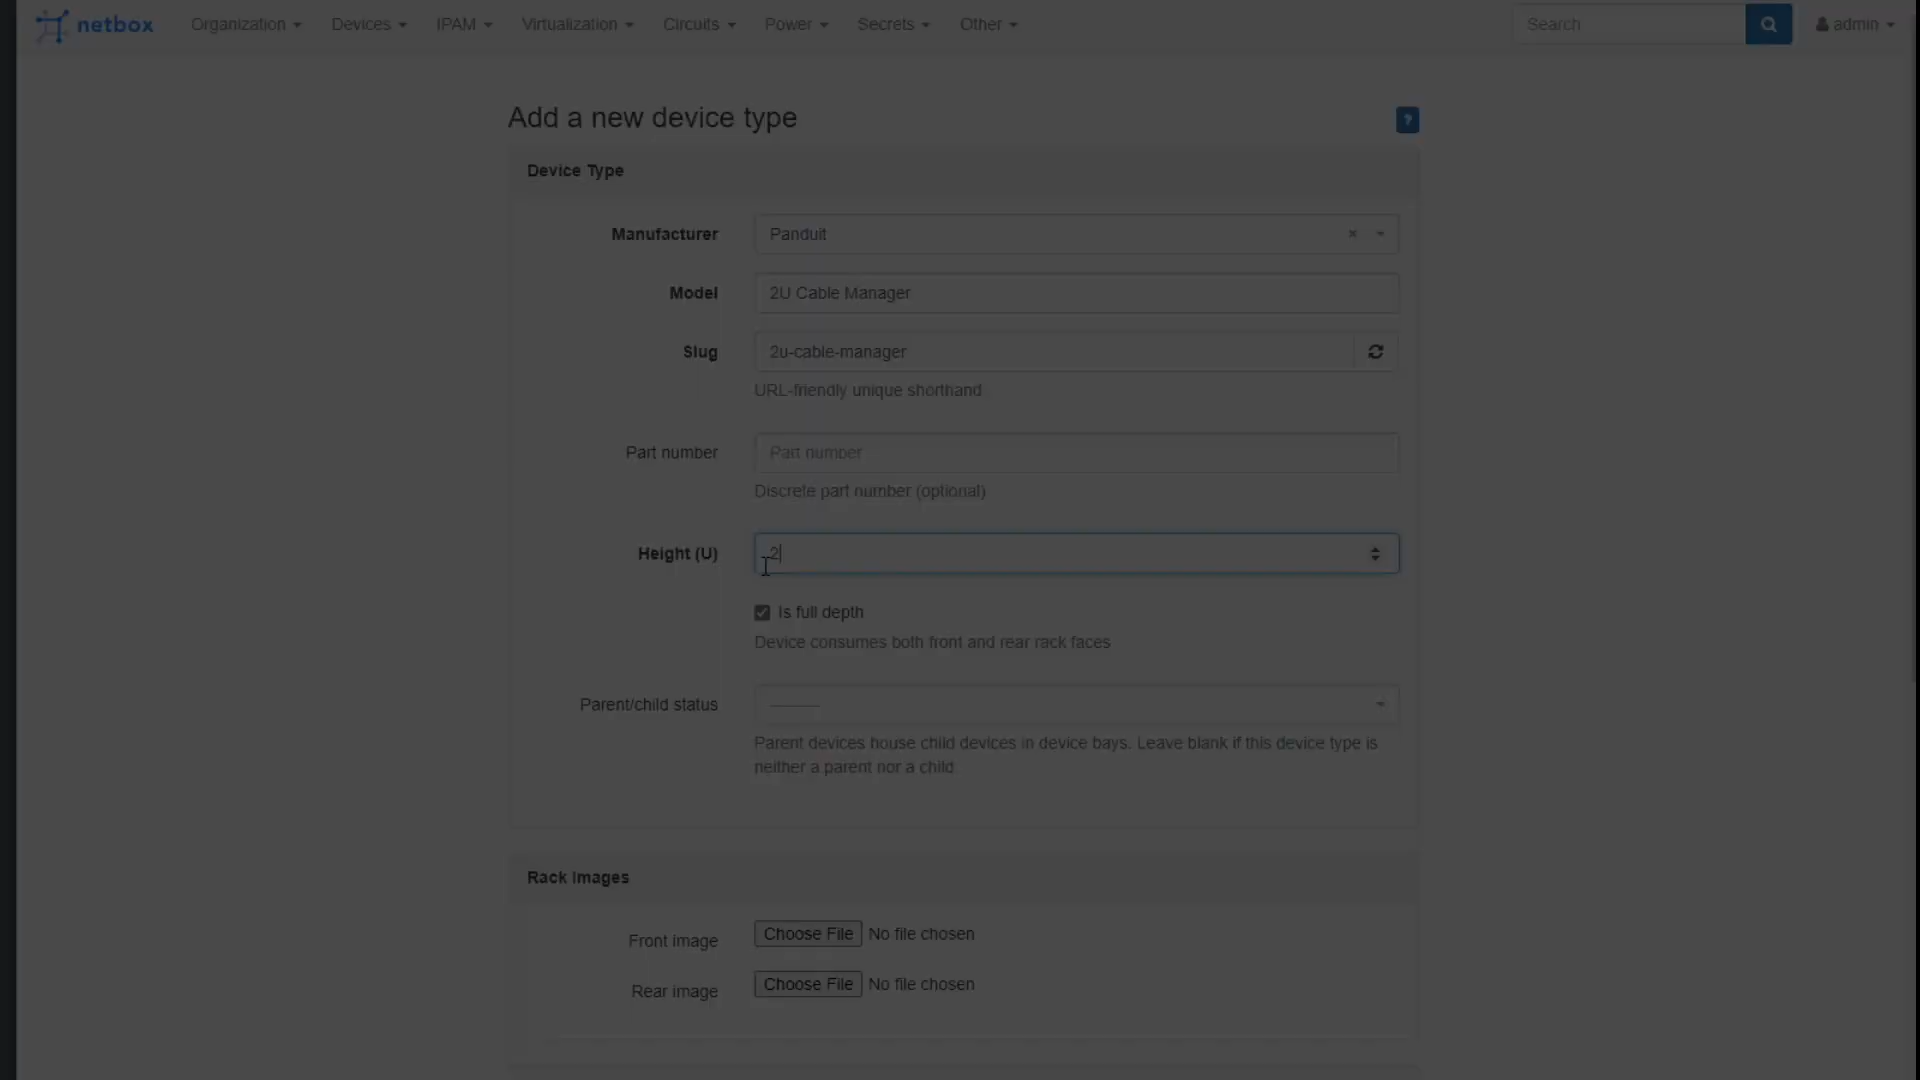 netbox Organization Devices IPAM Virtualization Circuits Power Secrets Other Search admin
Add a new device type ?
Device Type
Manufacturer Panduit ×
Model 2U Cable Manager
Slug 2u-cable-manager
URL-friendly unique shorthand
Part number Part number
Discrete part number (optional)
Height (U) 2
Is full depth
Device consumes both front and rear rack faces
Parent/child status ---------
Parent devices house child devices in device bays. Leave blank if this device type is
neither a parent nor a child.
Rack Images
Front image Choose File No file chosen
Rear image Choose File No file chosen